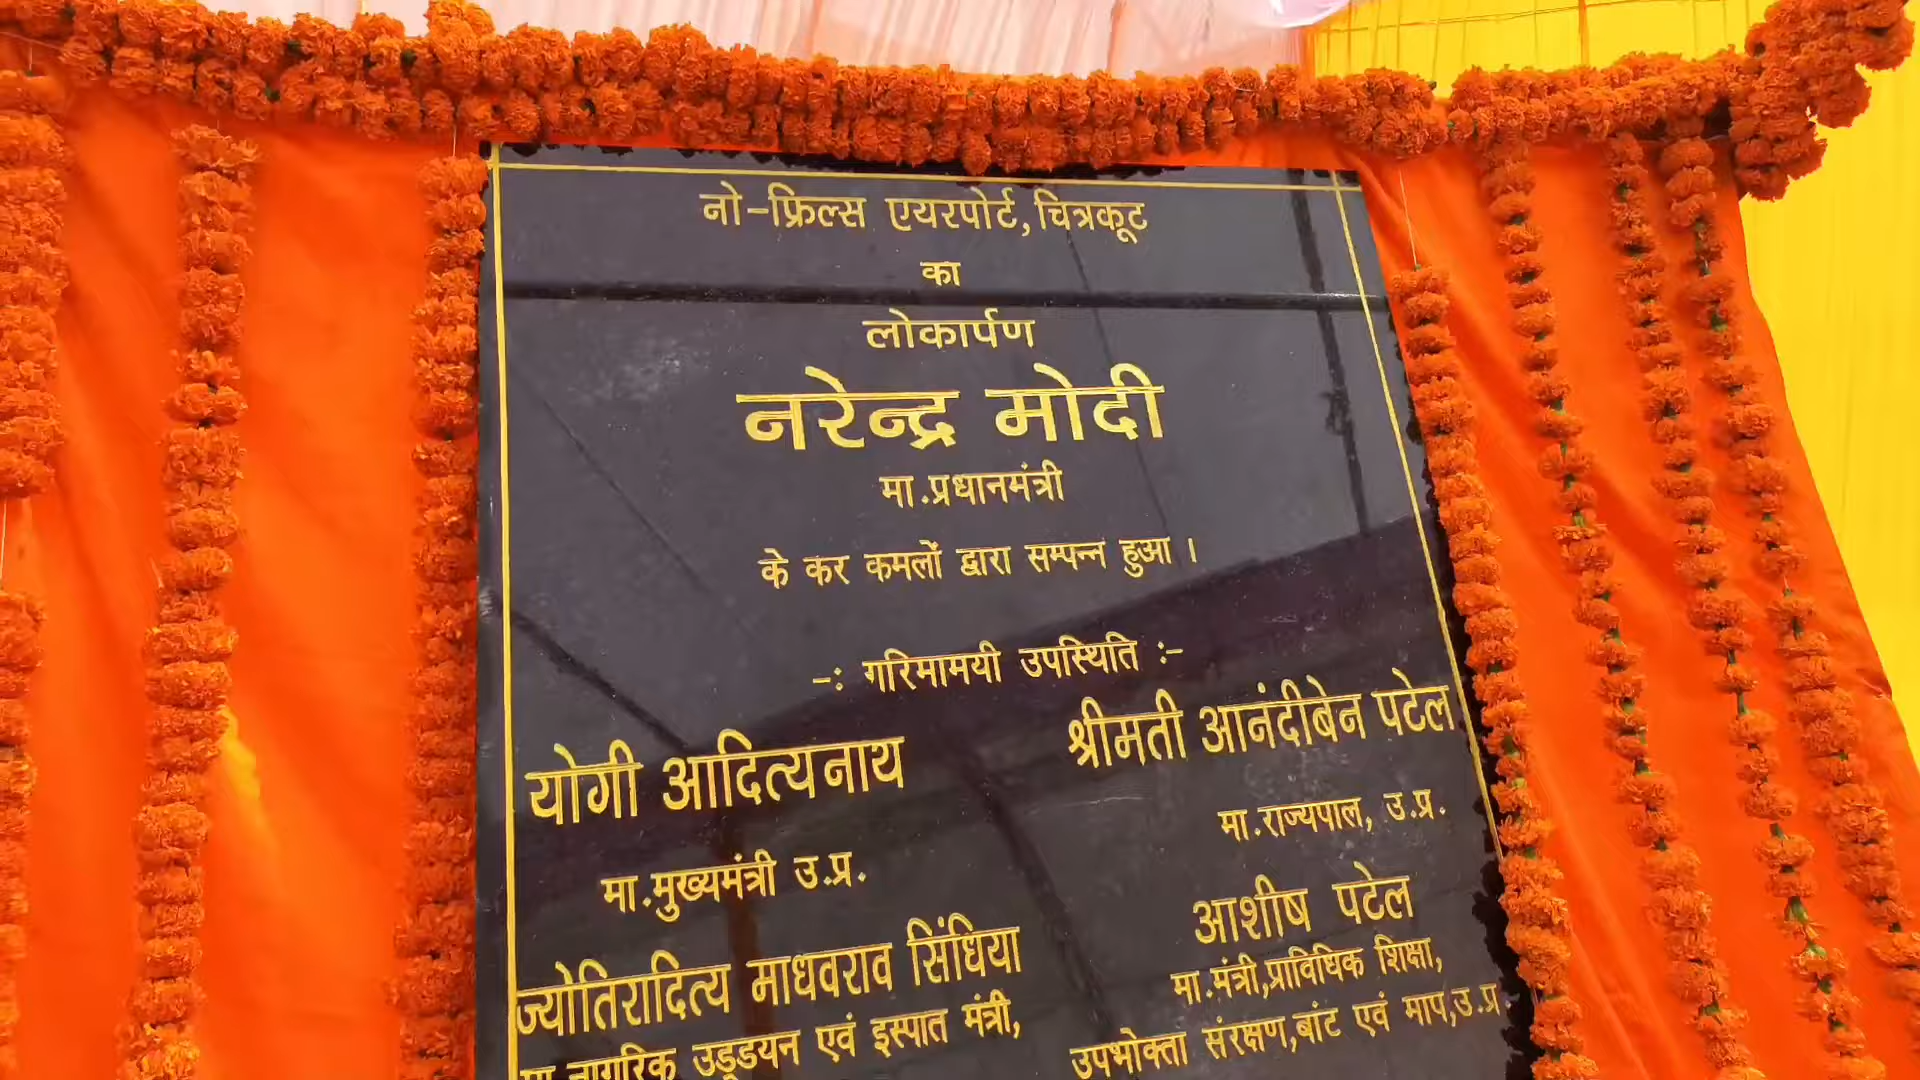 नो-फ्रिल्स एयरपोर्ट,चित्रकूट
का
लोकार्पण
नरेन्द्र मोदी
मा.प्रधानमंत्री
के कर कमलों द्वारा सम्पन्न हुआ ।
-: गरिमामयी उपस्थिति :-
योगी आदित्यनाथ
मा.मुख्यमंत्री उ.प्र.
श्रीमती आनंदीबेन पटेल
मा.राज्यपाल, उ.प्र.
ज्योतिरादित्य माधवराव सिंधिया
मा.नागरिक उड्डयन एवं इस्पात मंत्री,
आशीष पटेल
मा.मंत्री,प्राविधिक शिक्षा,
उपभोक्ता संरक्षण,बांट एवं माप,उ.प्र.